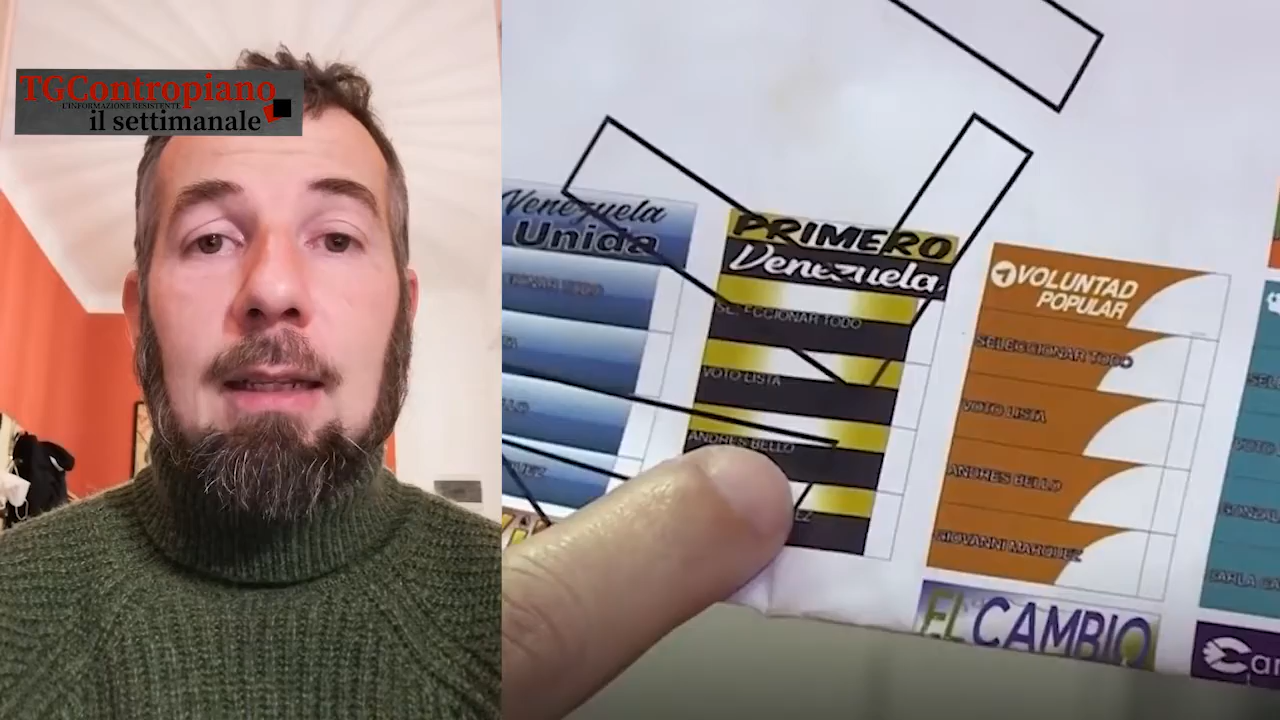 TGContropiano
L'INFORMAZIONE RESISTENTE
il settimanale
Venezuela
Unida
PRIMERO
Venezuela
SELECCIONAR TODO
VOTO LISTA
ANDRES BELLO
VOLUNTAD
POPULAR
SELECCIONAR TODO
VOTO LISTA
ANDRES BELLO
GIOVANNI MARQUEZ
EL CAMBIO